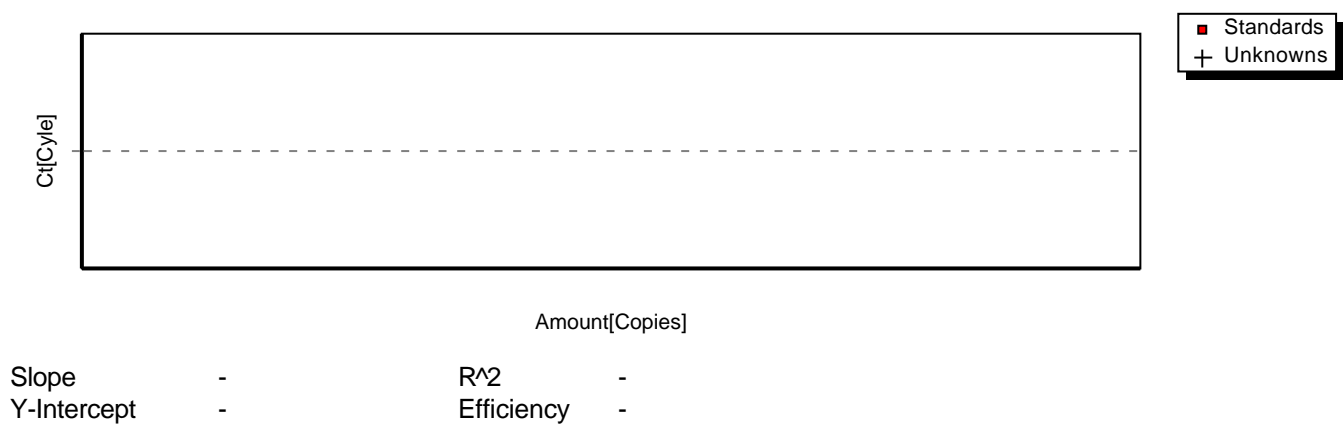 Standards
Unknowns
Ct[Cyle]
Amount[Copies]
Slope - R^2 -
Y-Intercept - Efficiency -